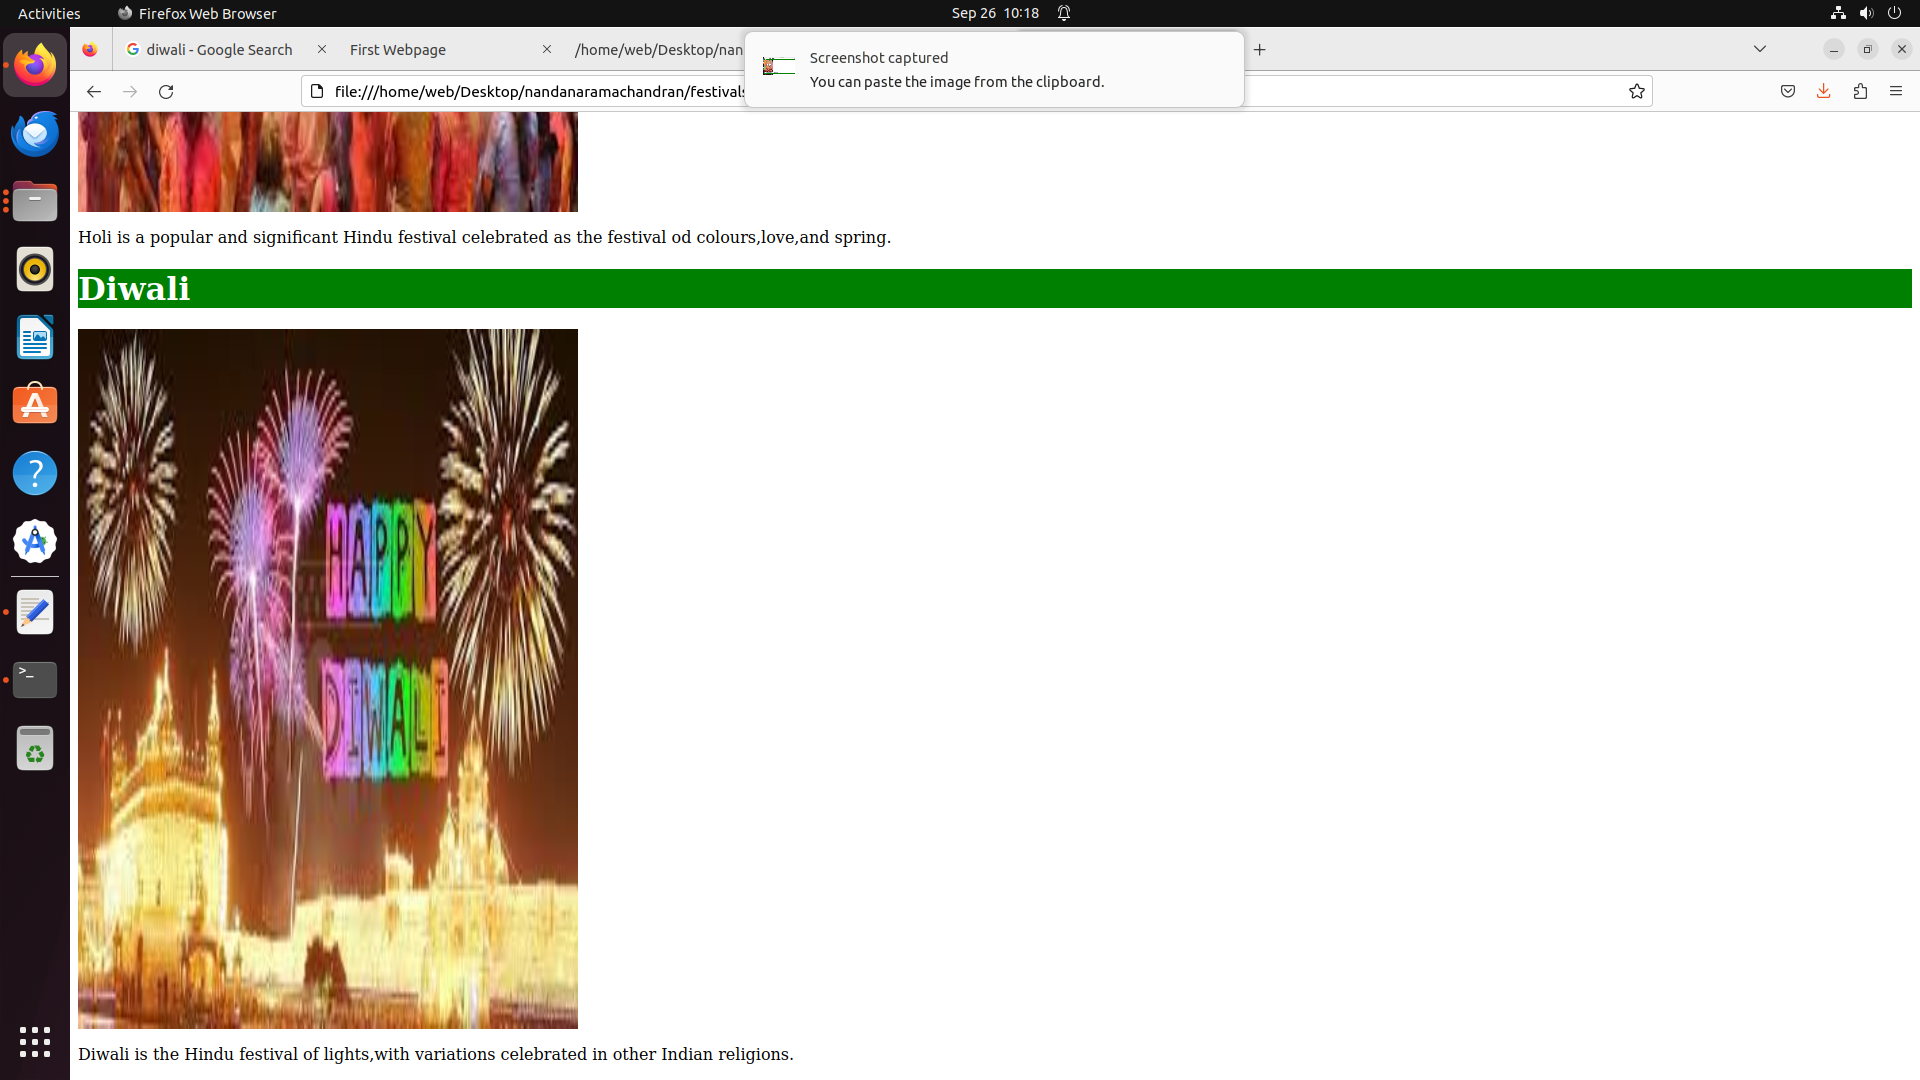 Activities
Firefox Web Browser
Sep 26 10:18
diwali - Google Search
First Webpage
/home/web/Desktop/nan
Screenshot captured
You can paste the image from the clipboard.
file:///home/web/Desktop/nandanaramachandran/festivals
Holi is a popular and significant Hindu festival celebrated as the festival od colours,love,and spring.
Diwali
HAPPY
DIWALI
Diwali is the Hindu festival of lights,with variations celebrated in other Indian religions.